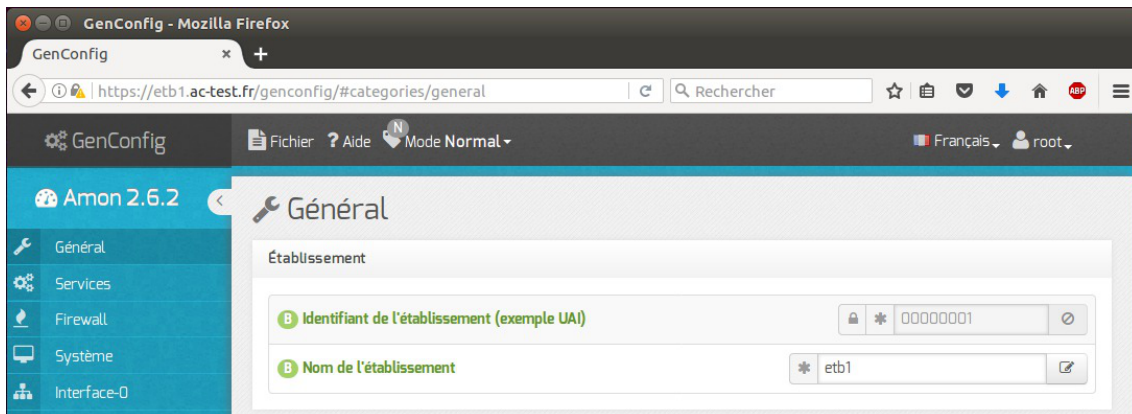 GenConfig - Mozilla Firefox
GenConfig
https://etb1.ac-test.fr/genconfig/#categories/general
Rechercher
ABP
GenConfig
Fichier ? Aide N Mode Normal
Français
root
Amon 2.6.2
Général
Général
Établissement
Services
B Identifiant de l'établissement (exemple UAI)
00000001
Firewall
Système
B Nom de l'établissement
etb1
Interface-0